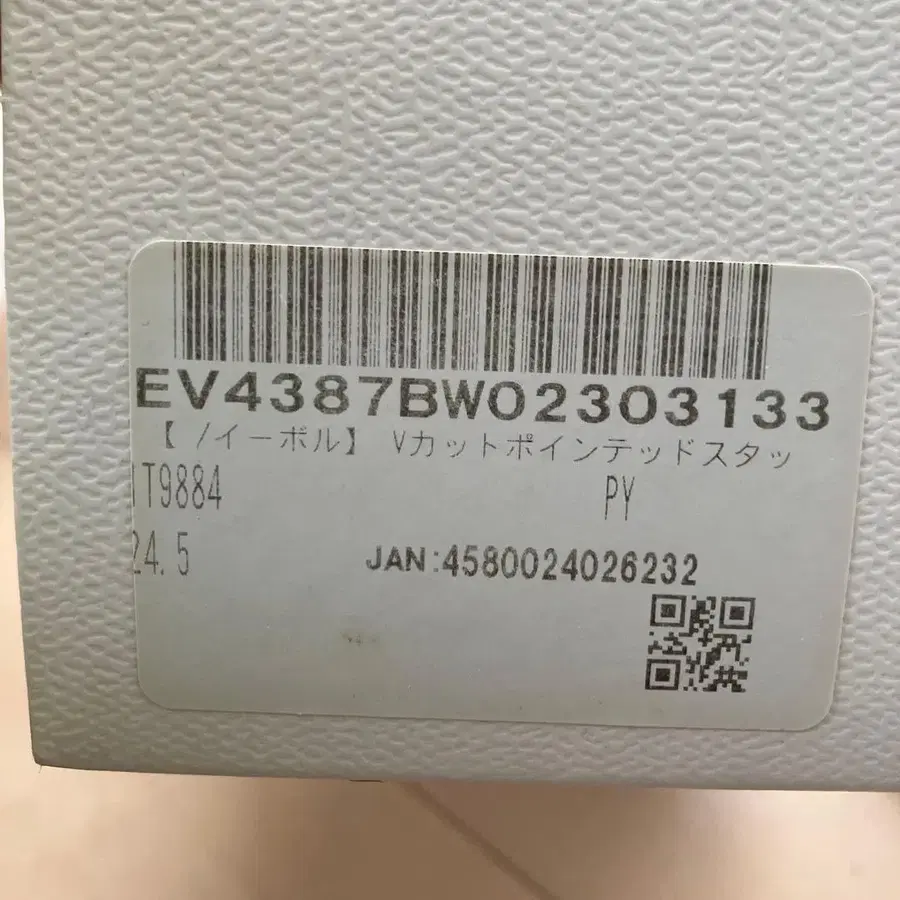 EV4387BW02303133
【 /イーボル】 Vカットポインテッドスタッ
1T9884 PY
24.5 JAN:4580024026232